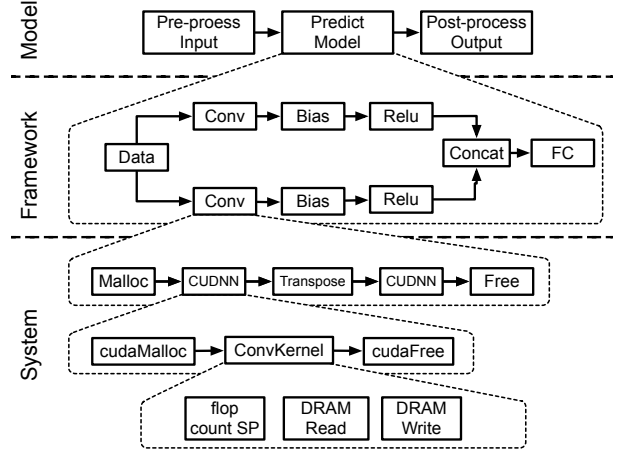 Model
Pre-proess
Input
Predict
Model
Post-process
Output
Framework
Data
Conv
Bias
Relu
Conv
Bias
Relu
Concat
FC
System
Malloc
CUDNN
Transpose
CUDNN
Free
cudaMalloc
ConvKernel
cudaFree
flop
count SP
DRAM
Read
DRAM
Write